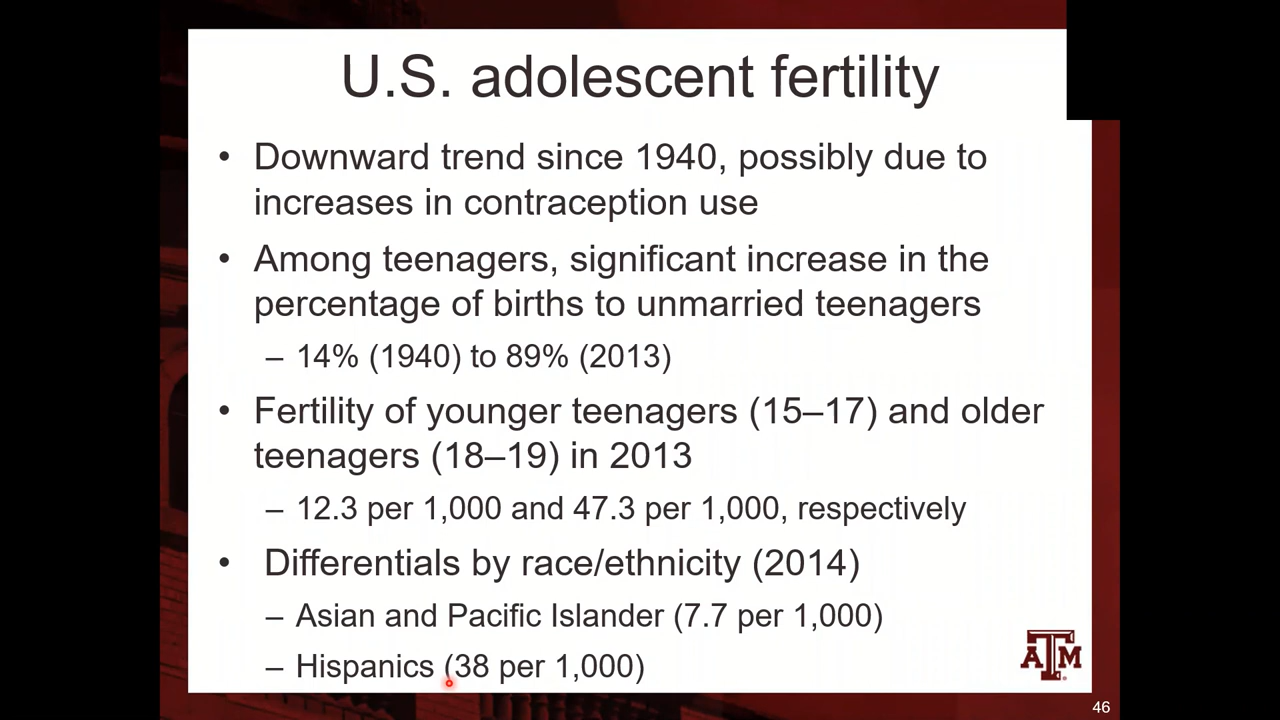 U.S. adolescent fertility
• Downward trend since 1940, possibly due to
increases in contraception use
• Among teenagers, significant increase in the
percentage of births to unmarried teenagers
– 14% (1940) to 89% (2013)
• Fertility of younger teenagers (15–17) and older
teenagers (18–19) in 2013
– 12.3 per 1,000 and 47.3 per 1,000, respectively
• Differentials by race/ethnicity (2014)
– Asian and Pacific Islander (7.7 per 1,000)
– Hispanics (38 per 1,000)
ATM
46